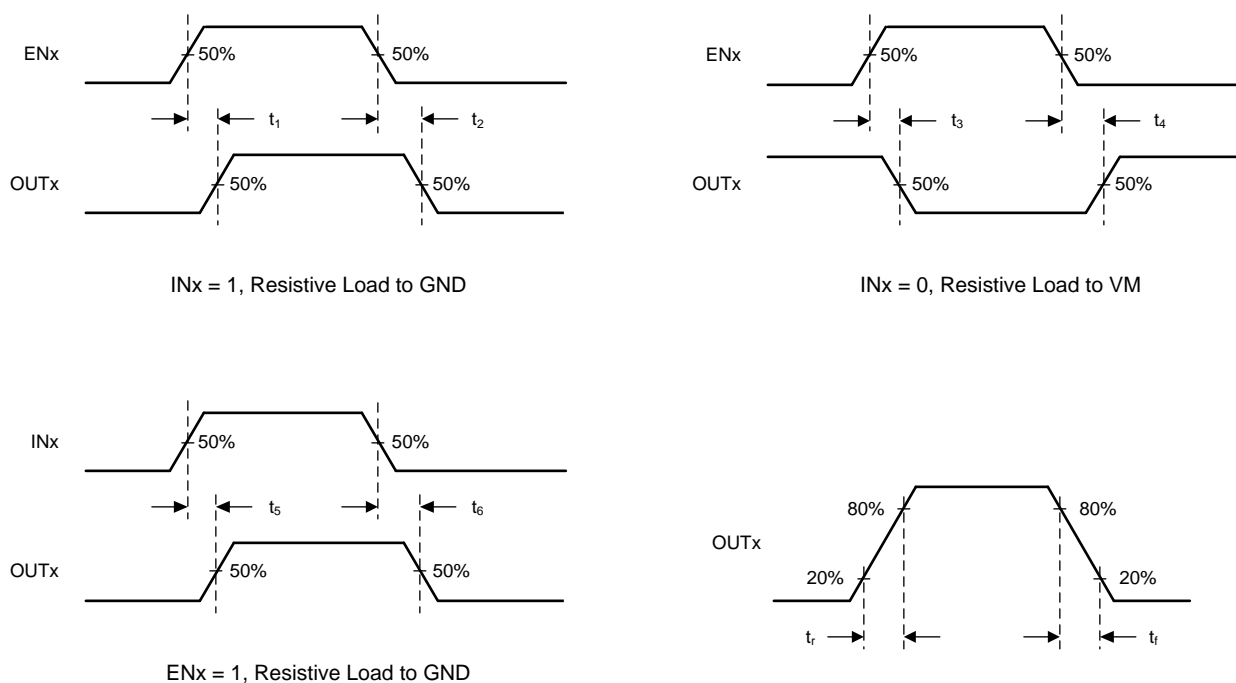 ENx
50%
50%
t1
t2
OUTx
50%
50%
INx = 1, Resistive Load to GND
ENx
50%
50%
t3
t4
OUTx
50%
50%
INx = 0, Resistive Load to VM
INx
50%
50%
t5
t6
OUTx
50%
50%
ENx = 1, Resistive Load to GND
80%
80%
OUTx
20%
20%
tr
tf